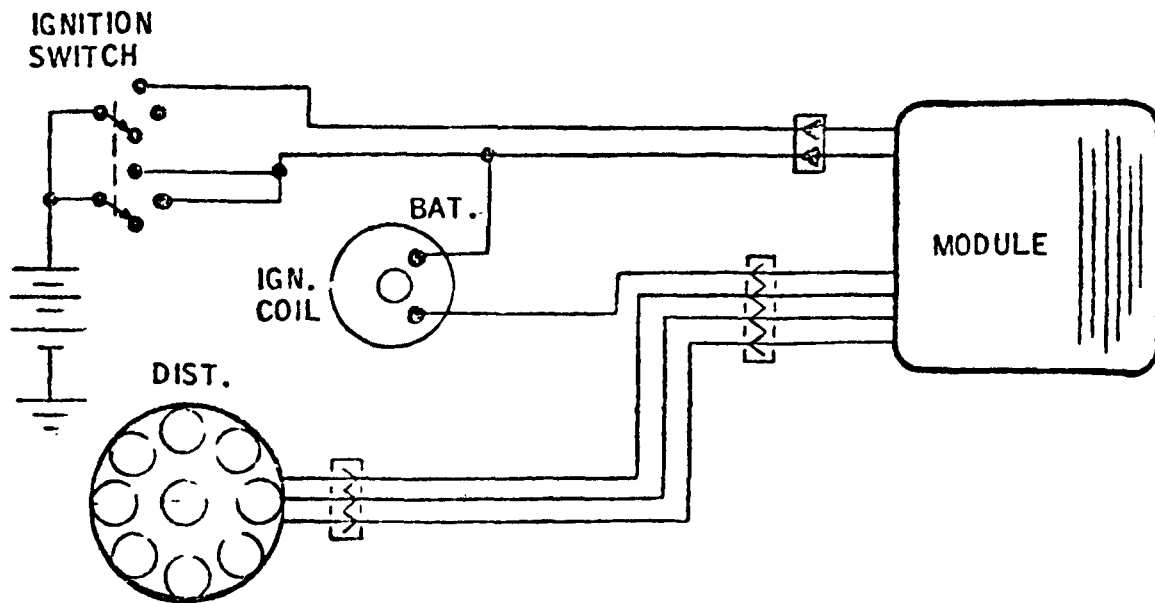 IGNITION
SWITCH
BAT.
IGN.
COIL
MODULE
DIST.